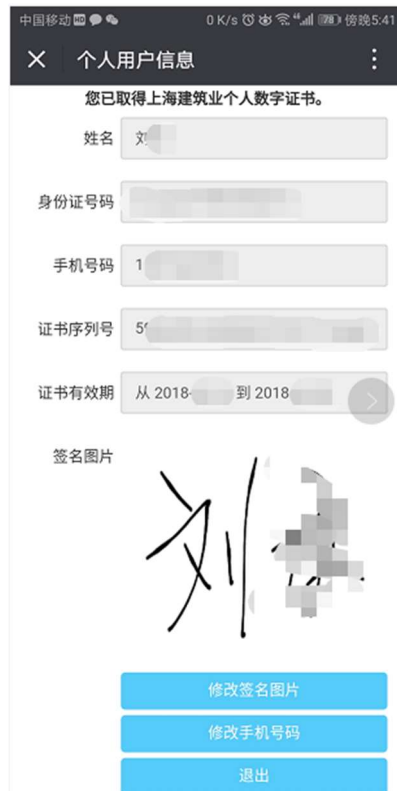 中国移动 HD 0 K/s 4G 78 傍晚5:41
个人用户信息
您已取得上海建筑业个人数字证书。
姓名 刘
身份证号码
手机号码 1
证书序列号 5
证书有效期 从 2018- 到 2018
签名图片
刘
修改签名图片
修改手机号码
退出